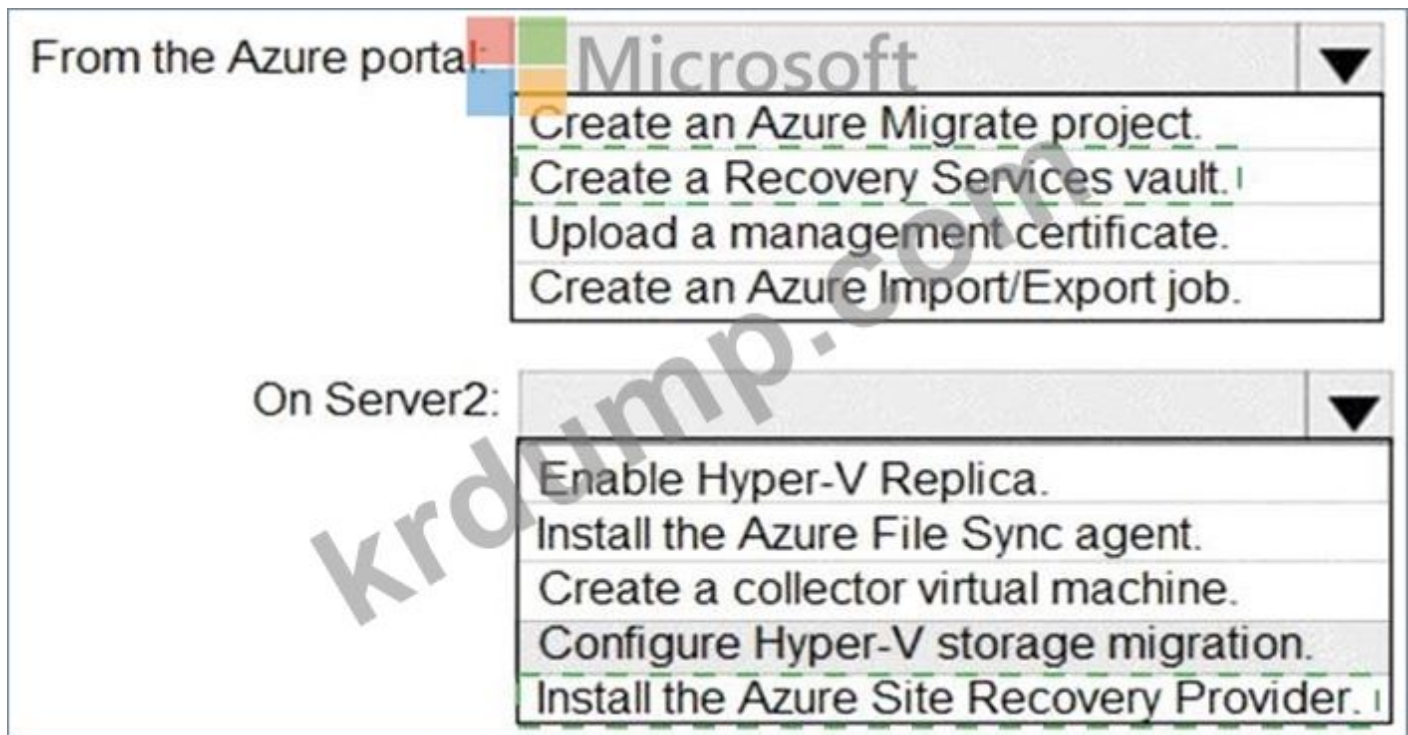 From the Azure portal:
Microsoft
Create an Azure Migrate project.
Create a Recovery Services vault.
Upload a management certificate.
Create an Azure Import/Export job.
On Server2:
Enable Hyper-V Replica.
Install the Azure File Sync agent.
Create a collector virtual machine.
Configure Hyper-V storage migration.
Install the Azure Site Recovery Provider.
krdump.com